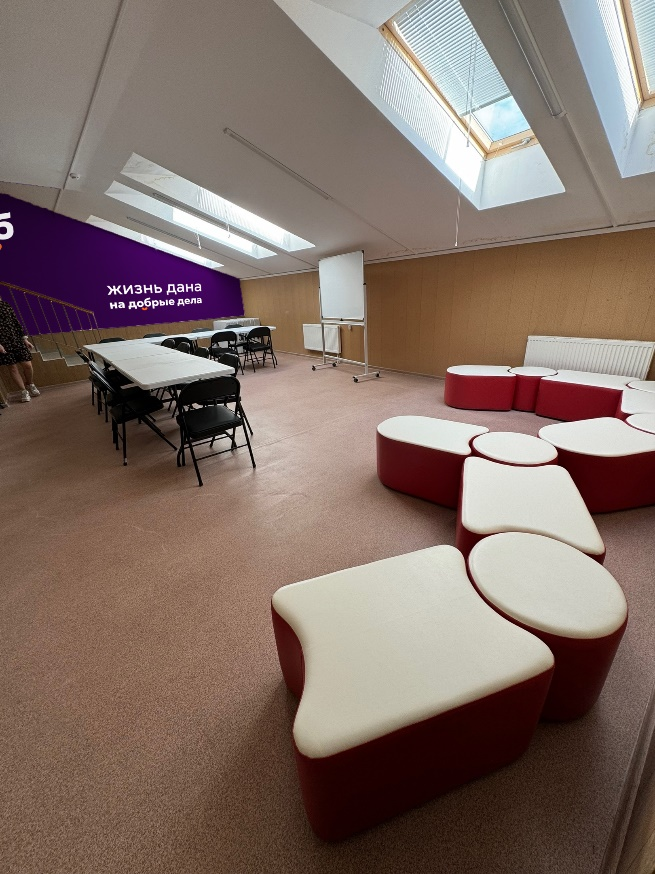 б
жизнь дана
на добрые дела